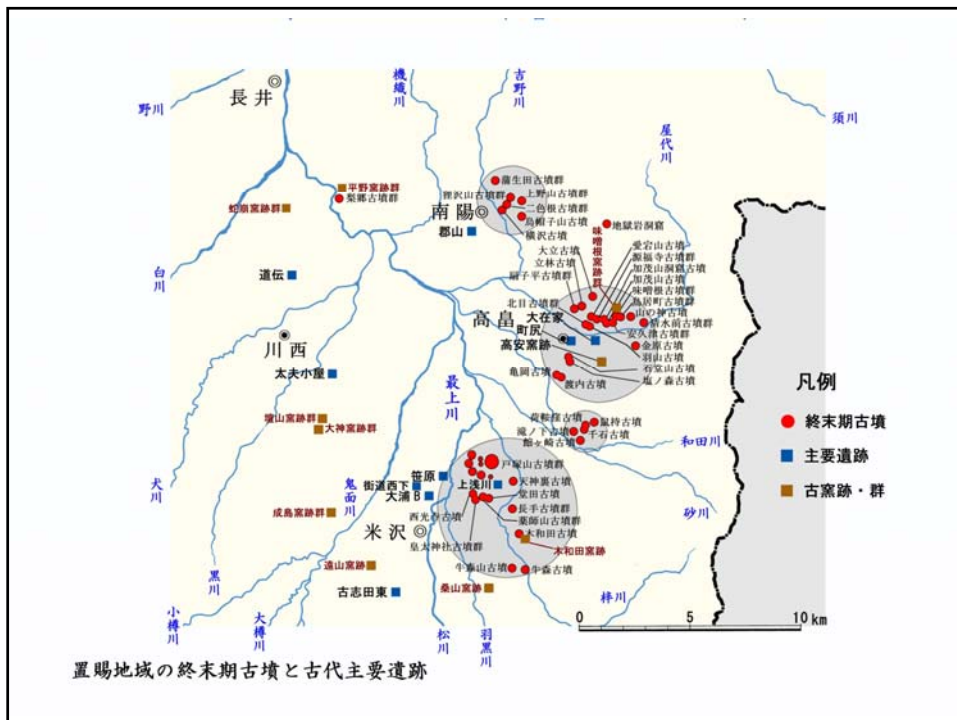 機織川
吉野川
長井
野川
須川
屋代川
蒲生田古墳群
平野窯跡群
梨郷古墳群
狸沢山古墳群
上野山古墳群
二色根古墳群
烏帽子山古墳
南陽
蛇崩窯跡群
横沢古墳
地獄岩洞窟
郡山
味噌根窯跡群
愛宕山古墳
源福寺古墳群
大立古墳
立林古墳
加茂山洞窟古墳
加茂山古墳
白川
道伝
扇子平古墳群
味噌根古墳群
鳥居町古墳群
北目古墳群
山の神古墳
大在家
清水前古墳群
高畠
安久津古墳群
町尻
金原古墳
川西
高安窯跡
羽山古墳
石堂山古墳
太夫小屋
亀岡古墳
塩ノ森古墳
渡内古墳
最上川
凡例
終末期古墳
主要遺跡
古窯跡・群
壇山窯跡群
大神窯跡群
荷鞍窪古墳
鼠持古墳
滝ノ下古墳
千石古墳
館ヶ崎古墳
和田川
戸塚山古墳群
笹原
上浅川
天神裏古墳
街道西下
大浦B
堂田古墳
犬川
鬼面川
長手古墳群
砂川
成島窯跡群
西光寺古墳
薬師山古墳群
米沢
木和田古墳
皇大神社古墳群
木和田窯跡
黒川
遠山窯跡
牛森山古墳
牛森古墳
古志田東
桑山窯跡
梓川
小樽川
大樽川
松川
羽黒川
0
5
10 km
置賜地域の終末期古墳と古代主要遺跡